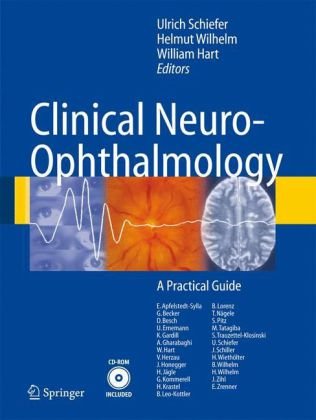 Ulrich Schiefer
Helmut Wilhelm
William Hart
Editors
Clinical Neuro-
Ophthalmology
A Practical Guide
E. Apfelstedt-Sylla
G. Becker
D. Besch
U. Ernemann
K. Gardill
A. Gharabaghi
W. Hart
V. Herzau
J. Honegger
H. Jägle
G. Kommerell
H. Krastel
B. Leo-Kottler
B. Lorenz
T. Nägele
S. Pitz
M. Tatagiba
S. Trauzettel-Klosinski
U. Schiefer
J. Schiller
H. Wiethölter
B. Wilhelm
H. Wilhelm
J. Zihl
E. Zrenner
CD-ROM
INCLUDED
Springer